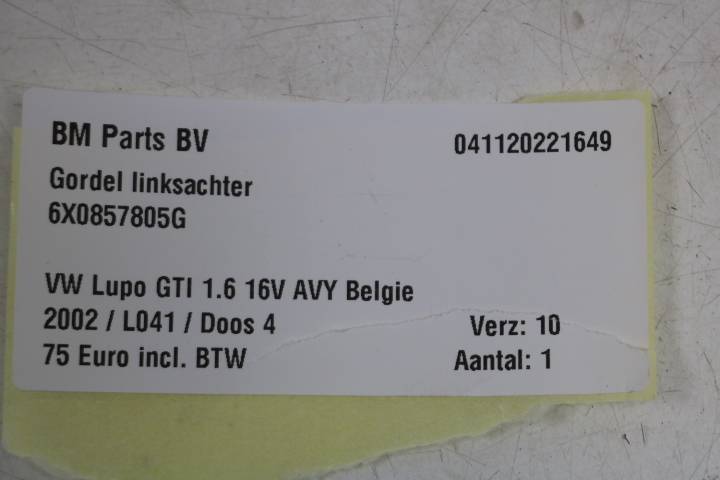 BM Parts BV 041120221649
Gordel linksachter
6X0857805G
VW Lupo GTI 1.6 16V AVY Belgie
2002 / L041 / Doos 4 Verz: 10
75 Euro incl. BTW Aantal: 1